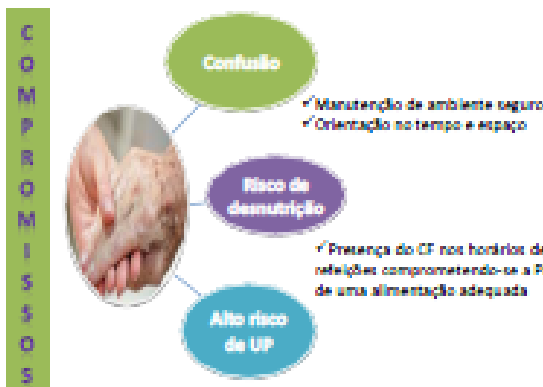 COMPROMISSOS
Confusão
✓Manutenção de ambiente seguro
✓Orientação no tempo e espaço
Risco de
desnutrição
✓Presença do CF nos horários de
refeições comprometendo-se a P
de uma alimentação adequada
Alto risco
de UP